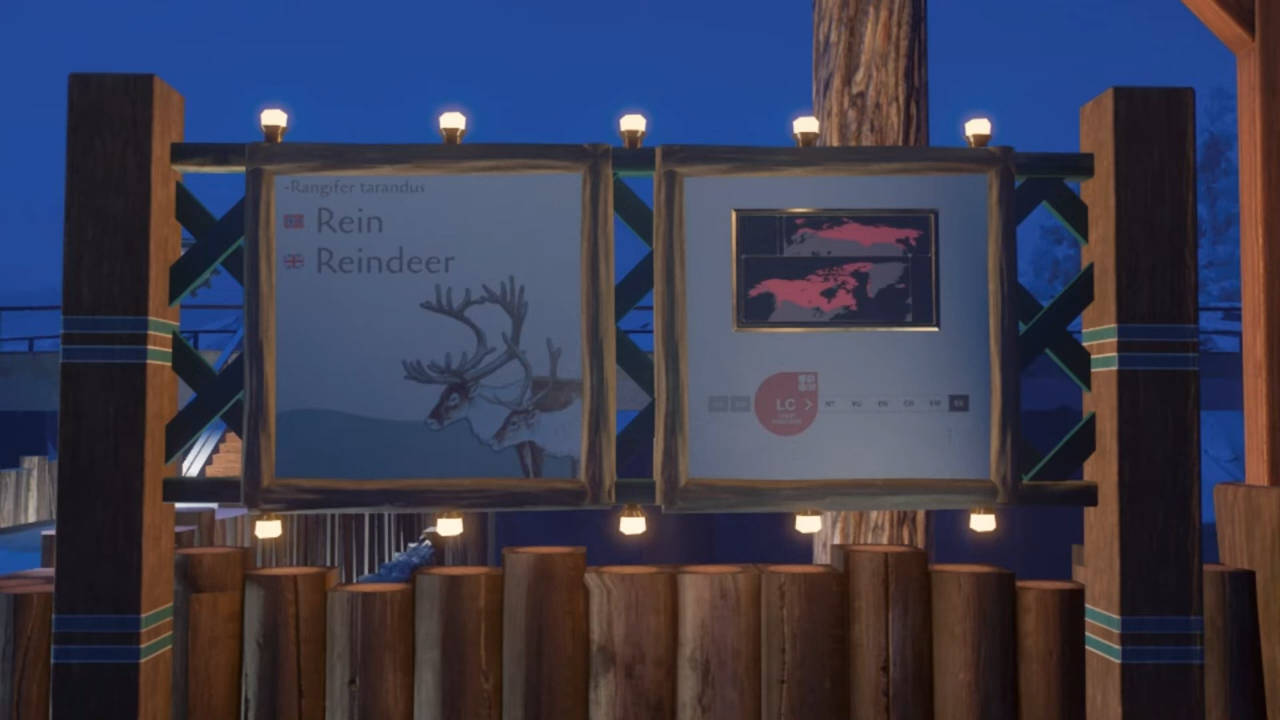 -Rangifer tarandus
Rein
Reindeer
LC
NT VU EN CR EW EX